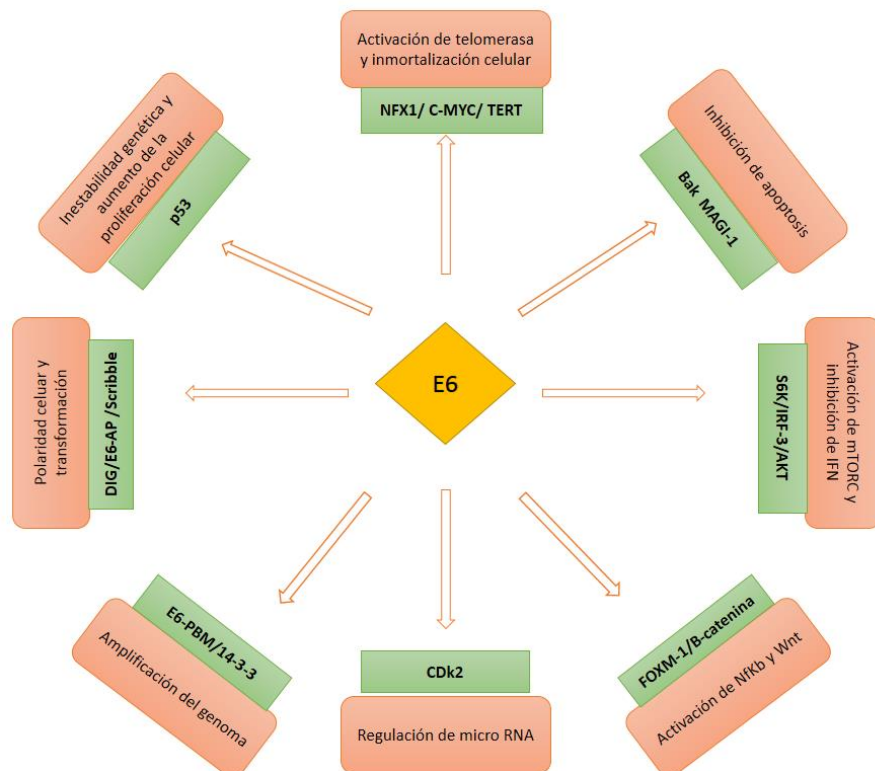 Activación de telomerasa
y inmortalización celular
NFX1/ C-MYC/ TERT
Inhibición de apoptosis
Bak MAGI-1
Activación de mTORC y
inhibición de IFN
S6K/IRF-3/AKT
FOXM-1/B-catenina
Activación de NfKb y Wnt
CDk2
Regulación de micro RNA
E6-PBM/14-3-3
Amplificación del genoma
Polaridad celuar y
transformación
DIG/E6-AP /Scribble
Inestabilidad genética y
aumento de la
proliferación celular
p53
E6